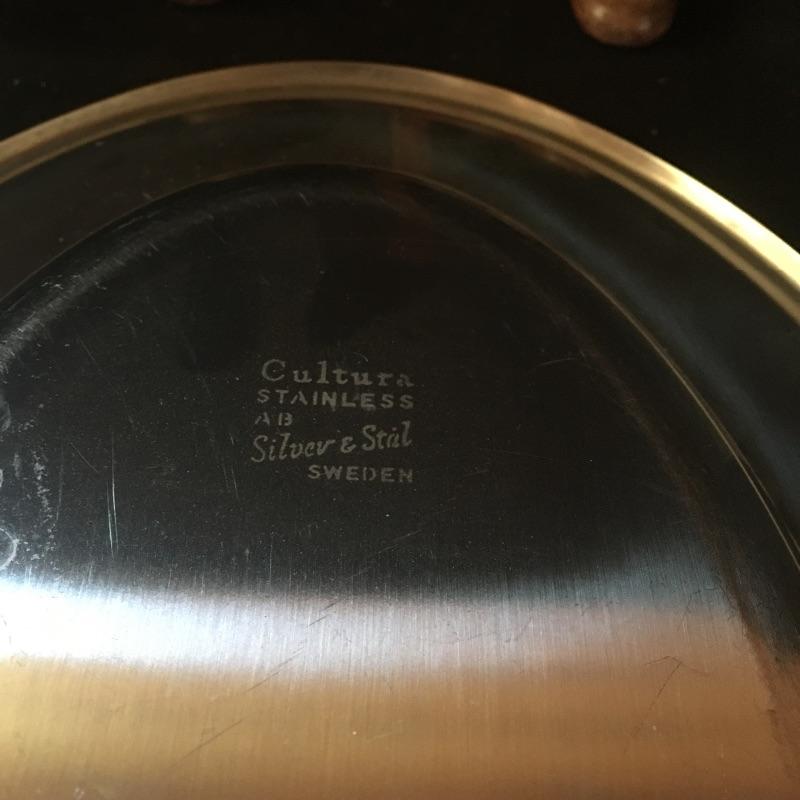 Cultura
STAINLESS
AB
Silver & Stål
SWEDEN